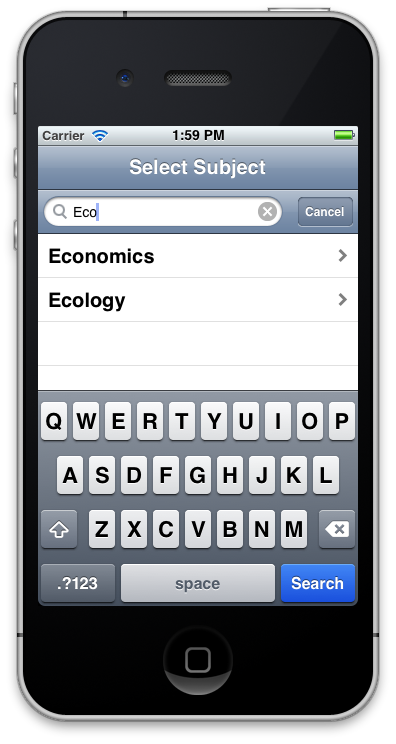 Carrier 1:59 PM
Select Subject
Eco Cancel
Economics
Ecology
Q W E R T Y U I O P
A S D F G H J K L
Z X C V B N M
.?123 space Search